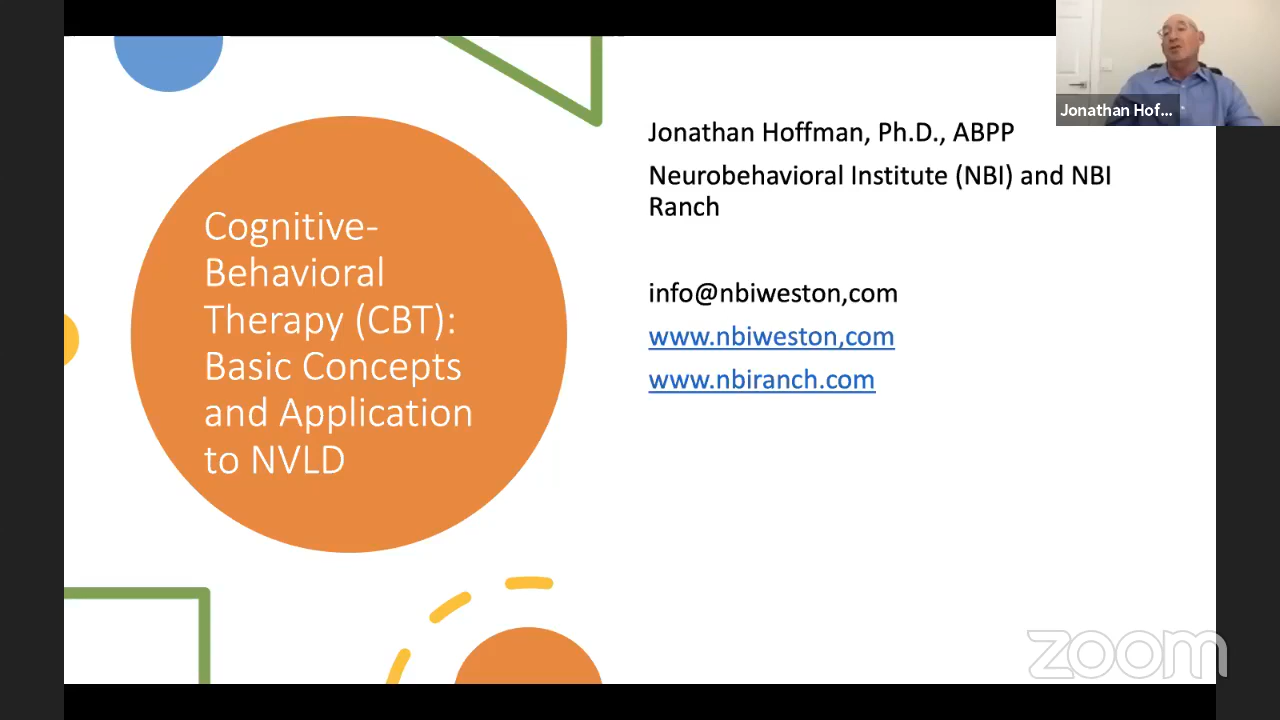 Cognitive-
Behavioral
Therapy (CBT):
Basic Concepts
and Application
to NVLD
Jonathan Hoffman, Ph.D., ABPP
Neurobehavioral Institute (NBI) and NBI
Ranch
info@nbiweston,com
www.nbiweston,com
www.nbiranch.com
Jonathan Hof...
zoom